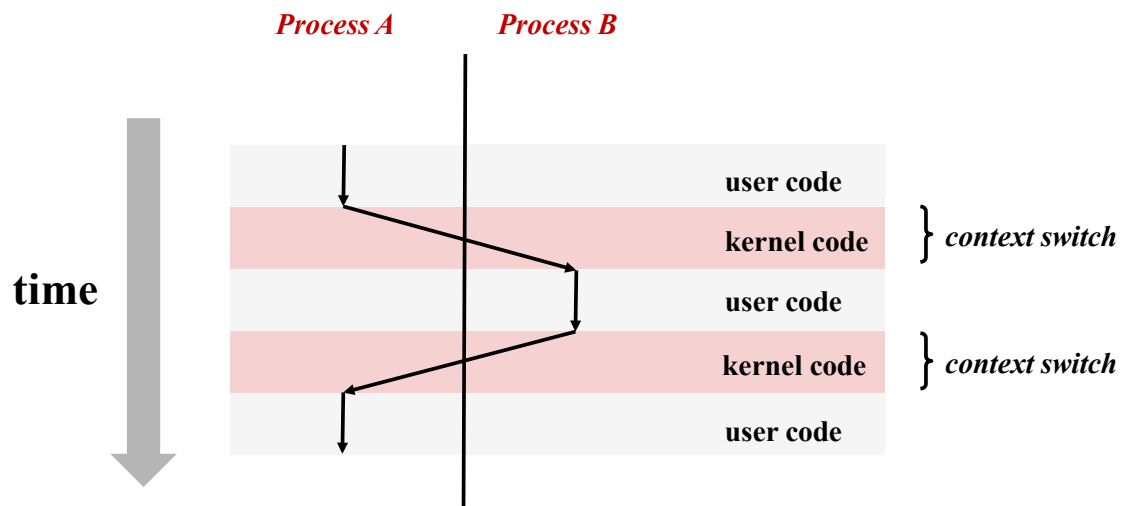 Process A
Process B
user code
kernel code
context switch
time
user code
kernel code
context switch
user code